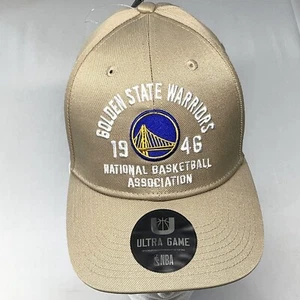 GOLDEN STATE WARRIORS
19 46
NATIONAL BASKETBALL
ASSOCIATION
U
ULTRA GAME
NBA